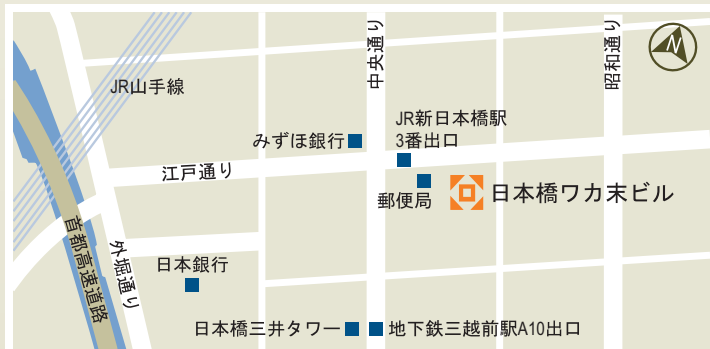 中央通り
昭和通り
N
JR山手線
JR新日本橋駅
3番出口
みずほ銀行
江戸通り
郵便局
日本橋ワカ末ビル
首都高速道路
外堀通り
日本銀行
日本橋三井タワー
地下鉄三越前駅A10出口